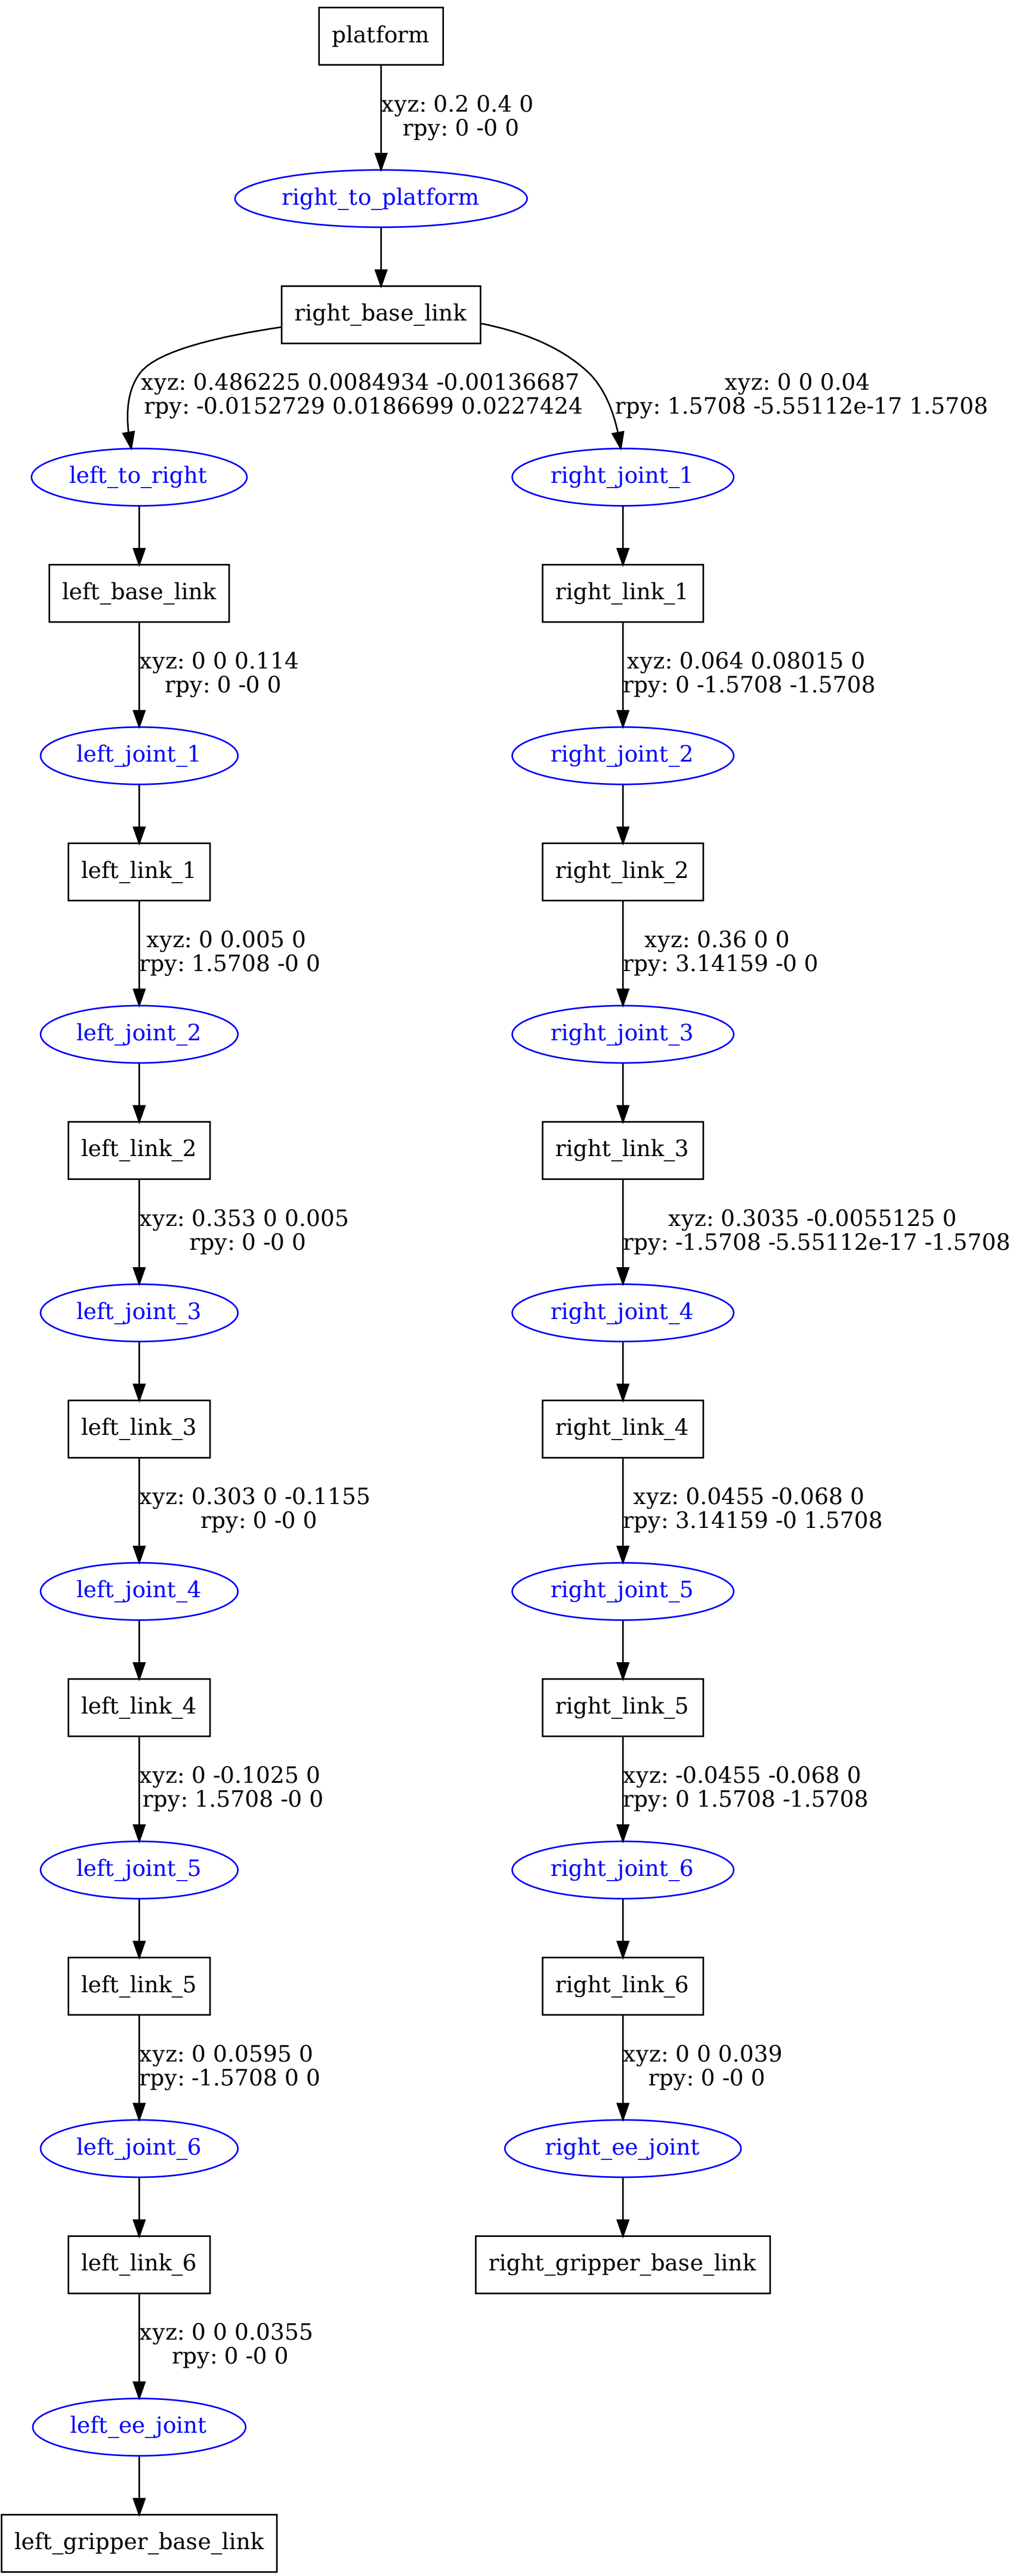 platform
xyz: 0.2 0.4 0
rpy: 0 -0 0
right_to_platform
right_base_link
xyz: 0.486225 0.0084934 -0.00136687
rpy: -0.0152729 0.0186699 0.0227424
xyz: 0 0 0.04
rpy: 1.5708 -5.55112e-17 1.5708
left_to_right
right_joint_1
left_base_link
right_link_1
xyz: 0 0 0.114
rpy: 0 -0 0
xyz: 0.064 0.08015 0
rpy: 0 -1.5708 -1.5708
left_joint_1
right_joint_2
left_link_1
right_link_2
xyz: 0 0.005 0
rpy: 1.5708 -0 0
xyz: 0.36 0 0
rpy: 3.14159 -0 0
left_joint_2
right_joint_3
left_link_2
right_link_3
xyz: 0.353 0 0.005
rpy: 0 -0 0
xyz: 0.3035 -0.0055125 0
rpy: -1.5708 -5.55112e-17 -1.5708
left_joint_3
right_joint_4
left_link_3
right_link_4
xyz: 0.303 0 -0.1155
rpy: 0 -0 0
xyz: 0.0455 -0.068 0
rpy: 3.14159 -0 1.5708
left_joint_4
right_joint_5
left_link_4
right_link_5
xyz: 0 -0.1025 0
rpy: 1.5708 -0 0
xyz: -0.0455 -0.068 0
rpy: 0 1.5708 -1.5708
left_joint_5
right_joint_6
left_link_5
right_link_6
xyz: 0 0.0595 0
rpy: -1.5708 0 0
xyz: 0 0 0.039
rpy: 0 -0 0
left_joint_6
right_ee_joint
left_link_6
right_gripper_base_link
xyz: 0 0 0.0355
rpy: 0 -0 0
left_ee_joint
left_gripper_base_link